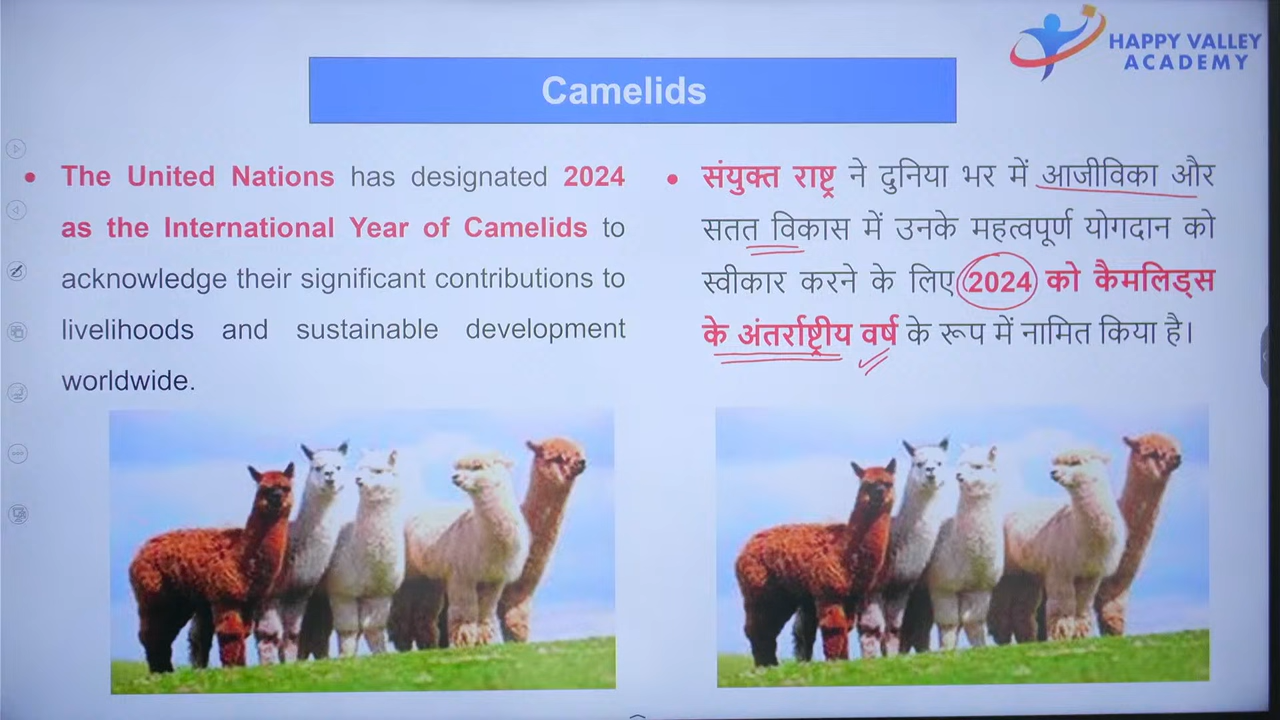 HAPPY VALLEY
ACADEMY
Camelids
• The United Nations has designated 2024
as the International Year of Camelids to
acknowledge their significant contributions to
livelihoods and sustainable development
worldwide.
• संयुक्त राष्ट्र ने दुनिया भर में आजीविका और
सतत विकास में उनके महत्वपूर्ण योगदान को
स्वीकार करने के लिए 2024 को कैमलिड्स
के अंतर्राष्ट्रीय वर्ष के रूप में नामित किया है।